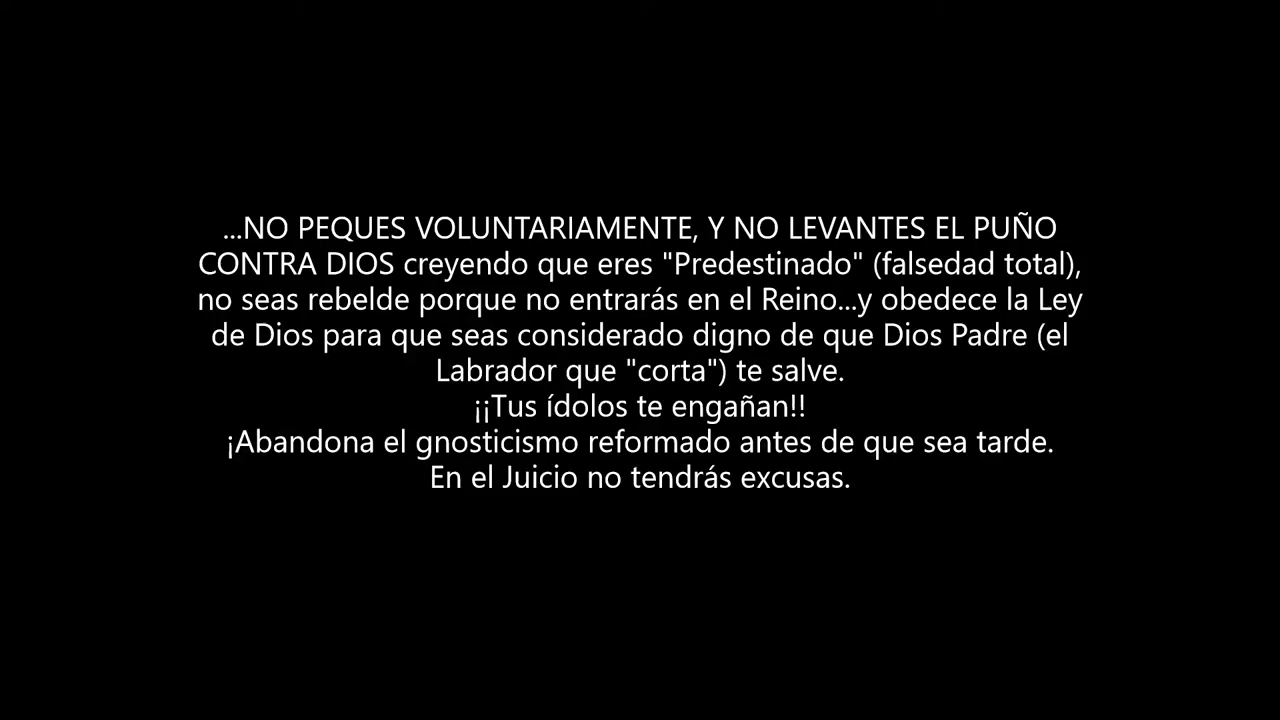 ...NO PEQUES VOLUNTARIAMENTE, Y NO LEVANTES EL PUÑO
CONTRA DIOS creyendo que eres "Predestinado" (falsedad total),
no seas rebelde porque no entrarás en el Reino...y obedece la Ley
de Dios para que seas considerado digno de que Dios Padre (el
Labrador que "corta") te salve.
¡¡Tus ídolos te engañan!!
¡Abandona el gnosticismo reformado antes de que sea tarde.
En el Juicio no tendrás excusas.